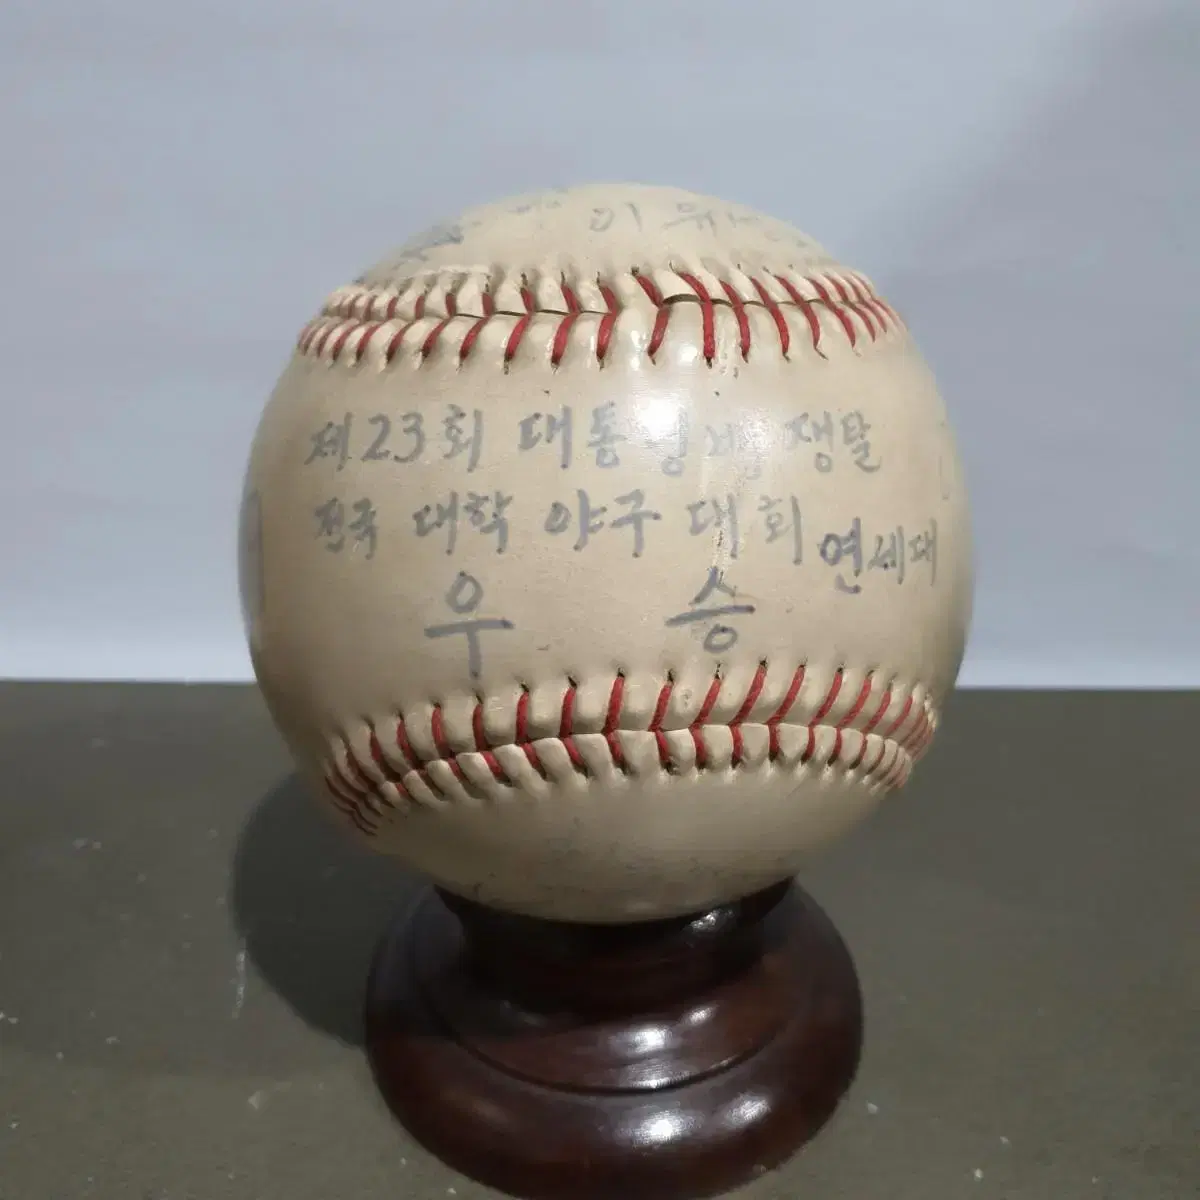 이
제23회 대통령배 쟁탈
전국 대학 야구 대회
연세대
우 승